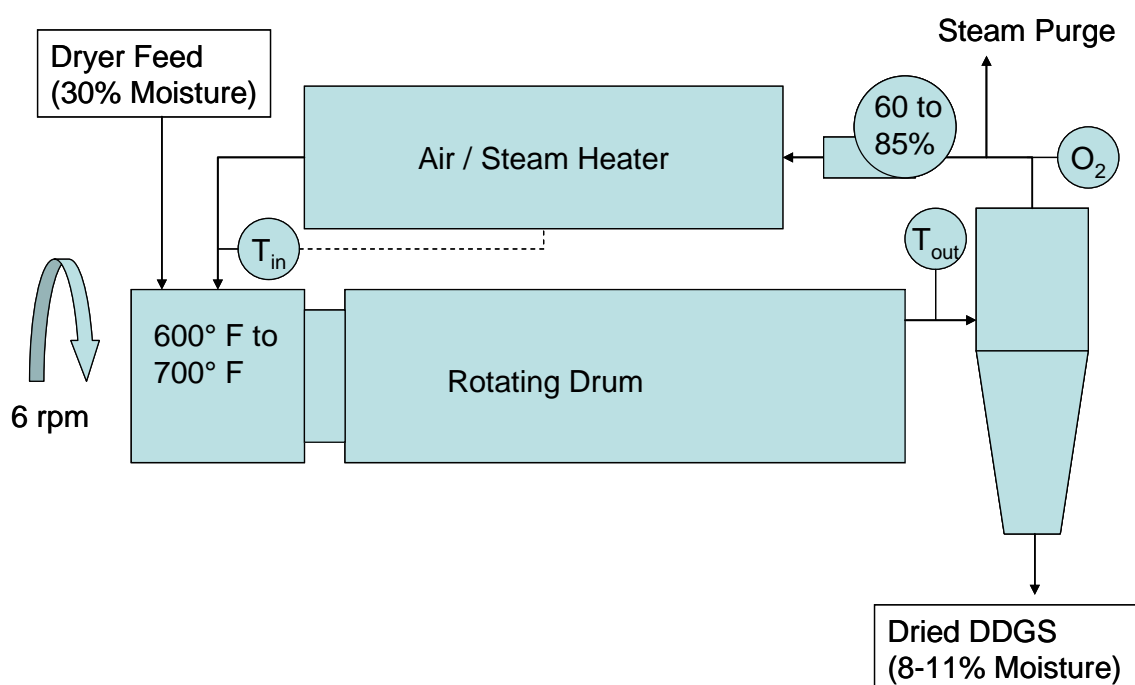 Steam Purge
Dryer Feed
(30% Moisture)
60 to
85%
Air / Steam Heater
O2
Tin
Tout
600° F to
700° F
Rotating Drum
6 rpm
Dried DDGS
(8-11% Moisture)